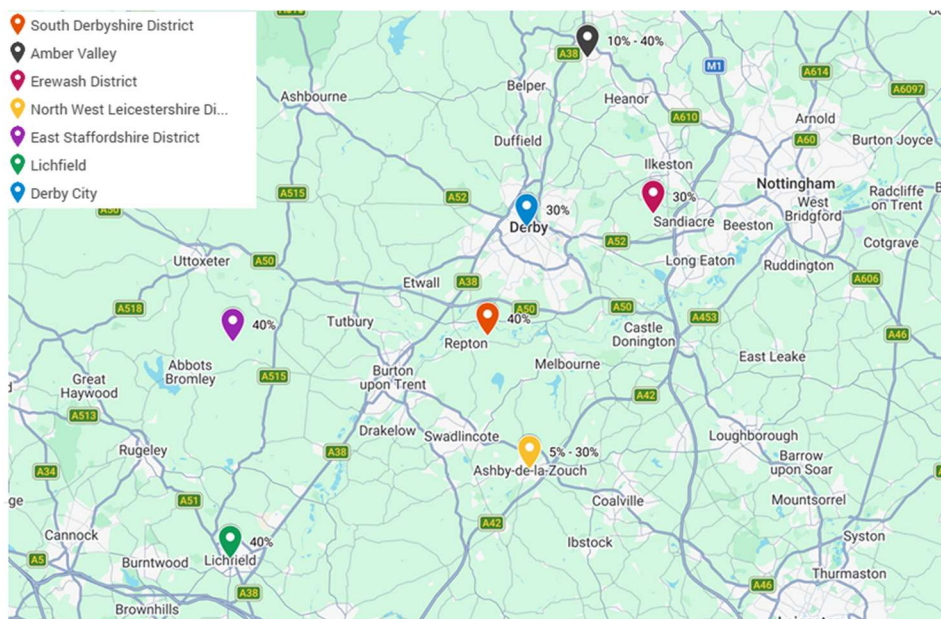 South Derbyshire District
Amber Valley
Erewash District
North West Leicestershire Di...
East Staffordshire District
Lichfield
Derby City
10% - 40%
A38
M1
A614
Belper
A6097
Ashbourne
Heanor
A610
Arnold
Burton Joyce
Duffield
A60
Ilkeston
Nottingham
A515
A52
30%
Radcliffe
on Trent
West
Bridgford
A50
30%
Derby
Sandiacre
Beeston
A52
Cotgrave
Uttoxeter
A50
Long Eaton
Ruddington
Etwall
A38
A606
A518
A50
A50
40%
Tutbury
40%
A453
Repton
Castle
Donington
A46
Abbots
Bromley
Melbourne
East Leake
Great
Haywood
A515
Burton
upon Trent
A42
A513
Drakelow
Swadlincote
Loughborough
Rugeley
A38
5% - 30%
Ashby-de-la-Zouch
Barrow
upon Soar
A34
A51
Coalville
Mountsorrel
ge
A42
Cannock
40%
Ibstock
Syston
A5
Burntwood
Lichfield
Thurmaston
A38
A46
Brownhills